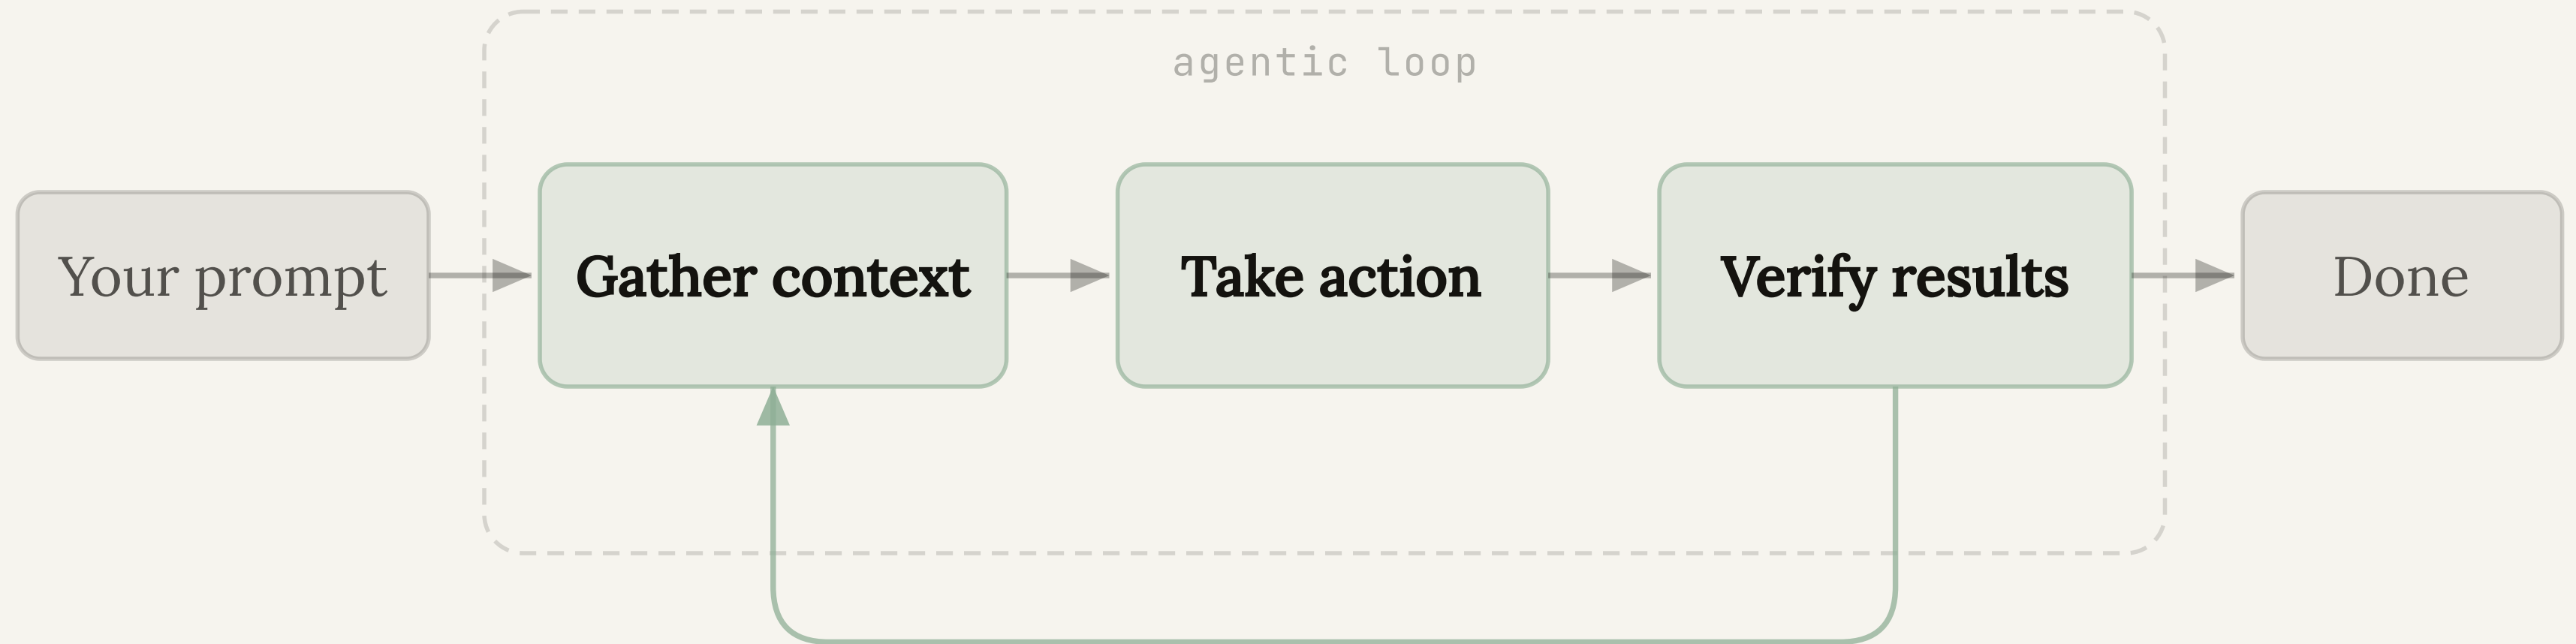 agentic loop
Your prompt
Gather context
Take action
Verify results
Done